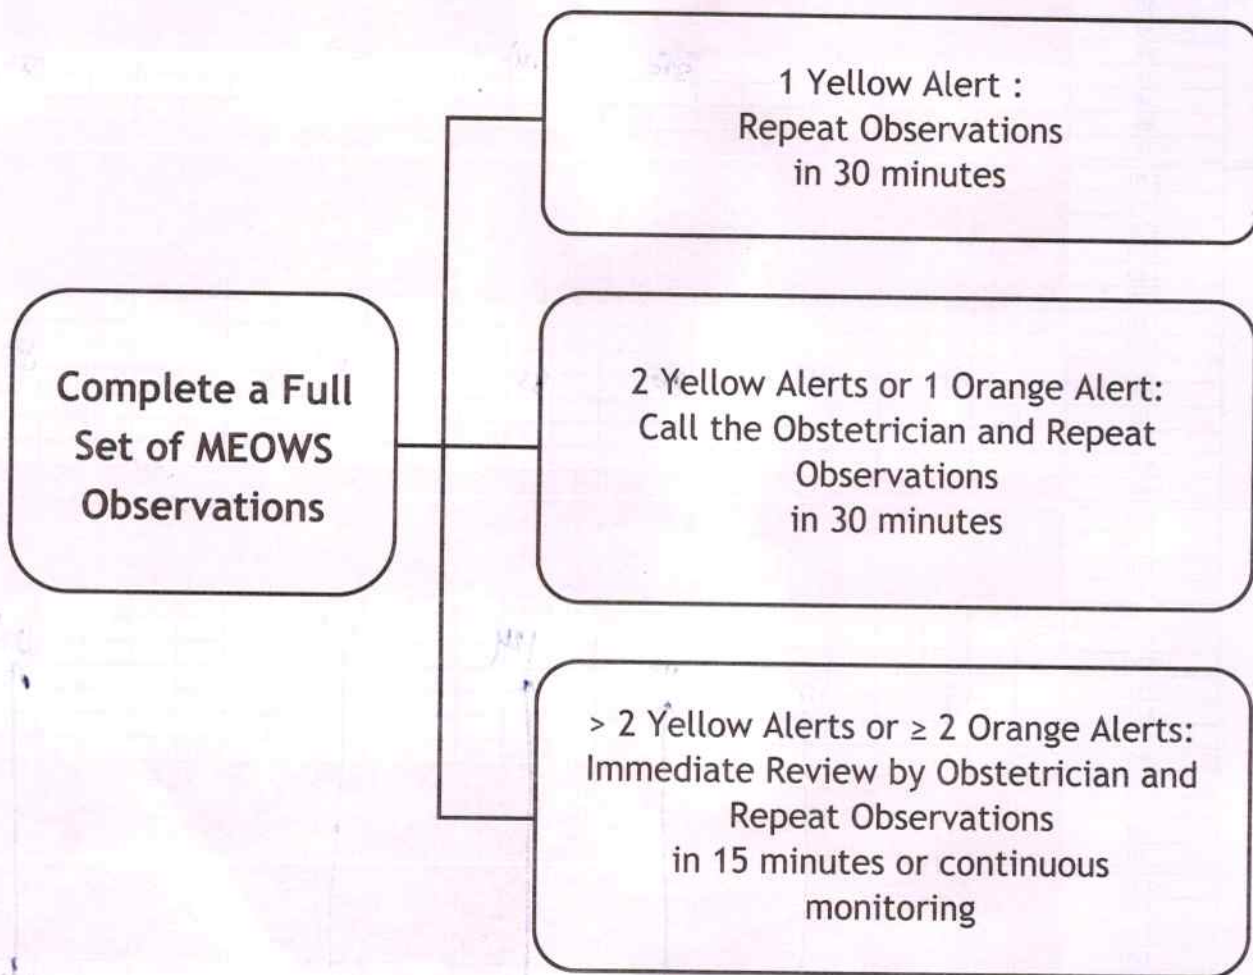 1 Yellow Alert :
Repeat Observations
in 30 minutes
Complete a Full
Set of MEOWS
Observations
2 Yellow Alerts or 1 Orange Alert:
Call the Obstetrician and Repeat
Observations
in 30 minutes
> 2 Yellow Alerts or ≥ 2 Orange Alerts:
Immediate Review by Obstetrician and
Repeat Observations
in 15 minutes or continuous
monitoring